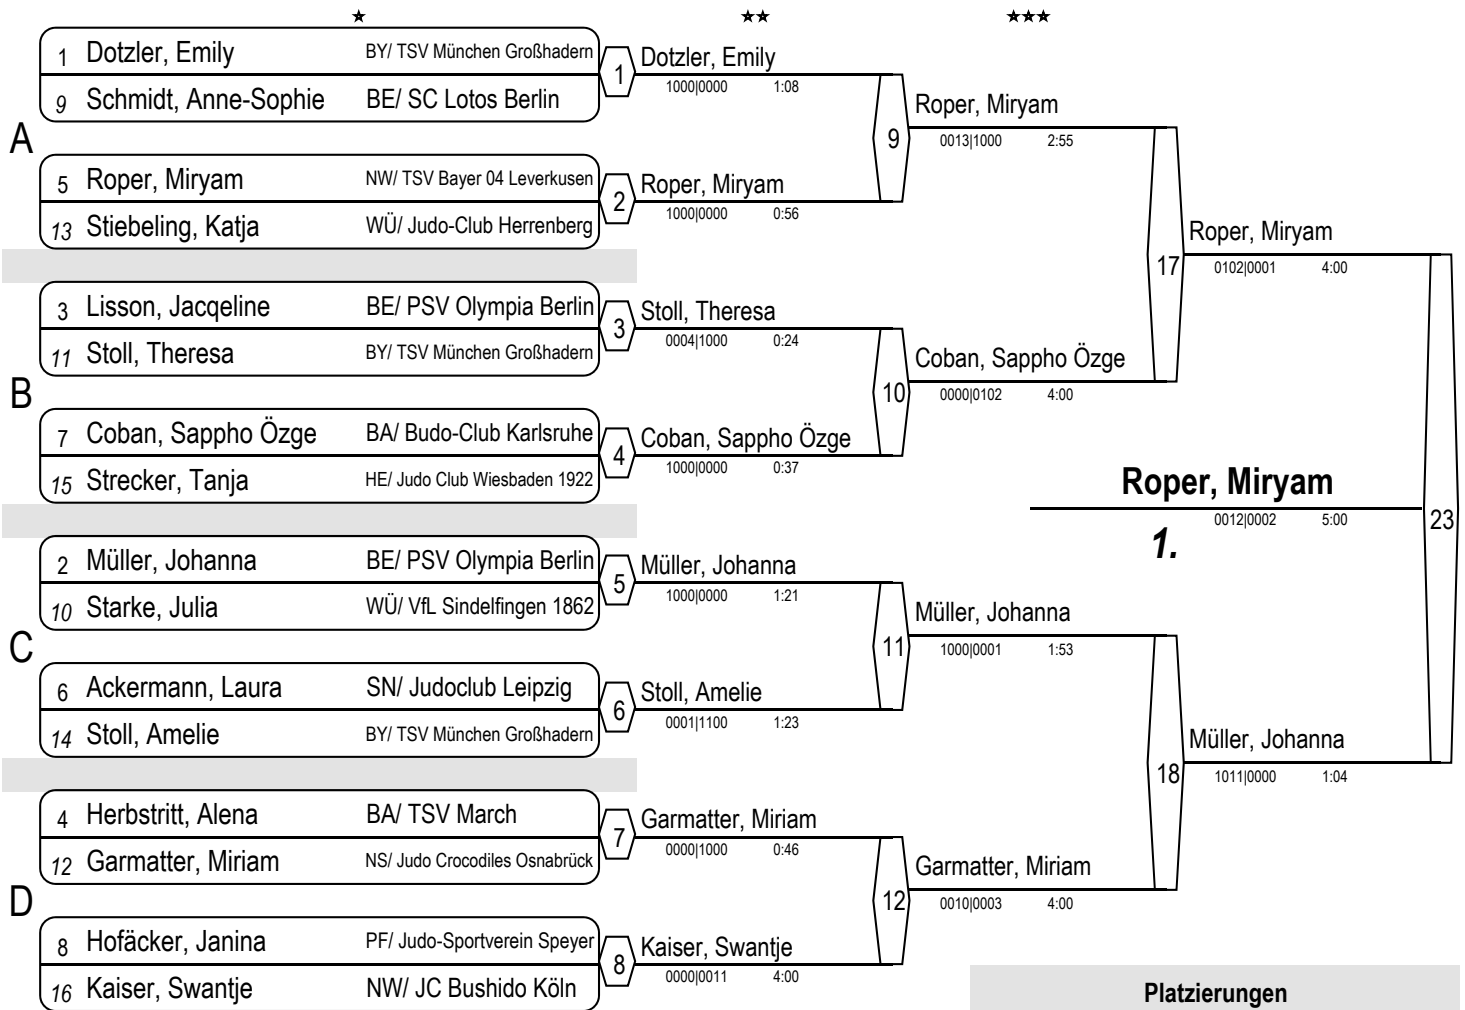 ★ ★★ ★★★
1 Dotzler, Emily BY/ TSV München Großhadern
9 Schmidt, Anne-Sophie BE/ SC Lotos Berlin
1 Dotzler, Emily
1000|0000 1:08
A
5 Roper, Miryam NW/ TSV Bayer 04 Leverkusen
13 Stiebeling, Katja WÜ/ Judo-Club Herrenberg
2 Roper, Miryam
1000|0000 0:56
9 Roper, Miryam
0013|1000 2:55
3 Lisson, Jacqeline BE/ PSV Olympia Berlin
11 Stoll, Theresa BY/ TSV München Großhadern
3 Stoll, Theresa
0004|1000 0:24
B
7 Coban, Sappho Özge BA/ Budo-Club Karlsruhe
15 Strecker, Tanja HE/ Judo Club Wiesbaden 1922
4 Coban, Sappho Özge
1000|0000 0:37
10 Coban, Sappho Özge
0000|0102 4:00
17 Roper, Miryam
0102|0001 4:00
2 Müller, Johanna BE/ PSV Olympia Berlin
10 Starke, Julia WÜ/ VfL Sindelfingen 1862
5 Müller, Johanna
1000|0000 1:21
C
6 Ackermann, Laura SN/ Judoclub Leipzig
14 Stoll, Amelie BY/ TSV München Großhadern
6 Stoll, Amelie
0001|1100 1:23
11 Müller, Johanna
1000|0001 1:53
4 Herbstritt, Alena BA/ TSV March
12 Garmatter, Miriam NS/ Judo Crocodiles Osnabrück
7 Garmatter, Miriam
0000|1000 0:46
D
8 Hofäcker, Janina PF/ Judo-Sportverein Speyer
16 Kaiser, Swantje NW/ JC Bushido Köln
8 Kaiser, Swantje
0000|0011 4:00
12 Garmatter, Miriam
0010|0003 4:00
18 Müller, Johanna
1011|0000 1:04
23 Roper, Miryam
0012|0002 5:00
1.
Platzierungen